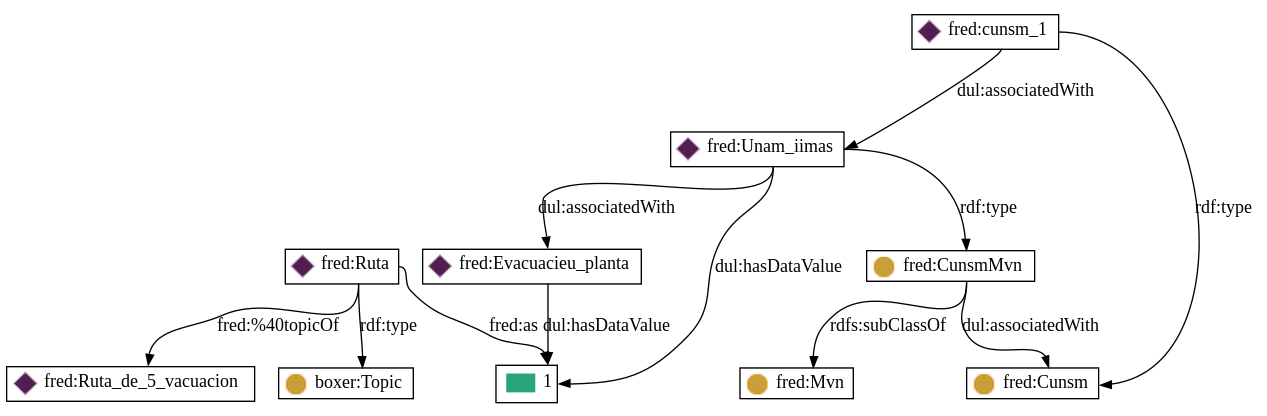 fred:cunsm_1
dul:associatedWith
fred:Unam_iimas
dul:associatedWith
rdf:type
rdf:type
fred:Ruta
fred:Evacuacieu_planta
dul:hasDataValue
fred:CunsmMvn
fred:%40topicOf
rdf:type
fred:as
dul:hasDataValue
rdfs:subClassOf
dul:associatedWith
fred:Ruta_de_5_vacuacion
boxer:Topic
1
fred:Mvn
fred:Cunsm